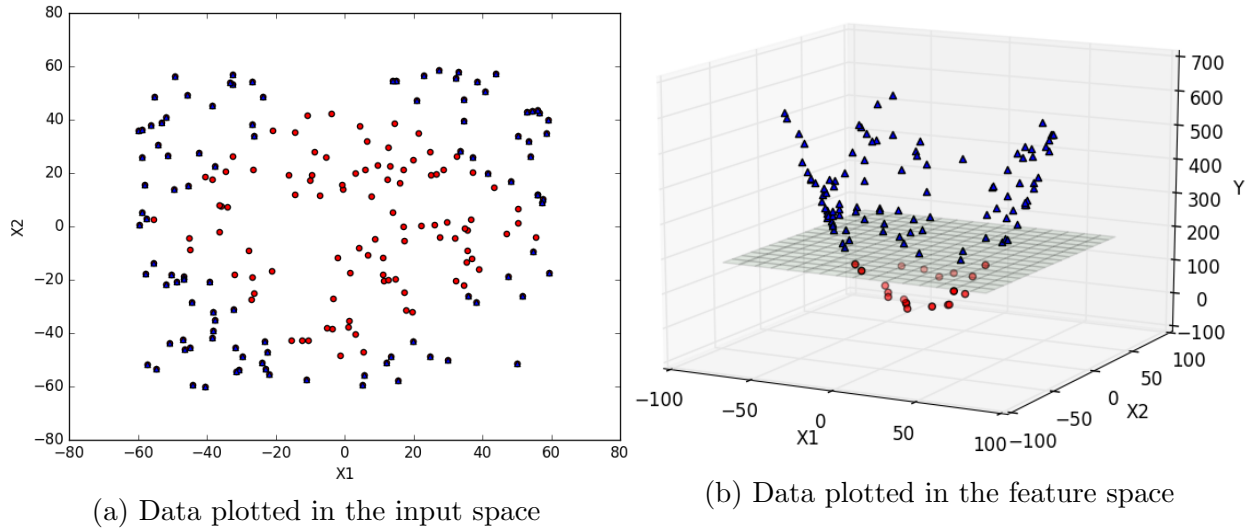 80
60
40
20
0
−20
−40
−60
−80
−80 −60 −40 −20 0 20 40 60 80
X2
X1
(a) Data plotted in the input space
700
600
500
400
300
200
100
0
−100
Y
−100 −50 0 50 100
X1
−100 −50 0 50 100
X2
(b) Data plotted in the feature space